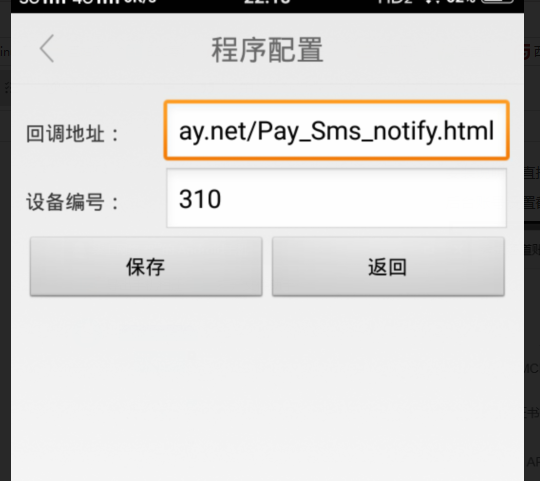 程序配置
回调地址：
ay.net/Pay_Sms_notify.html
设备编号：
310
保存
返回